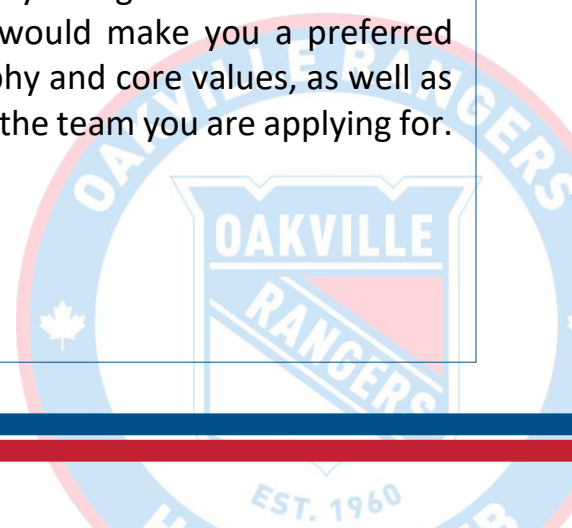 would make you a preferred
phy and core values, as well as
the team you are applying for.
OAKVILLE RANGERS
OAKVILLE
RANGERS
EST. 1960